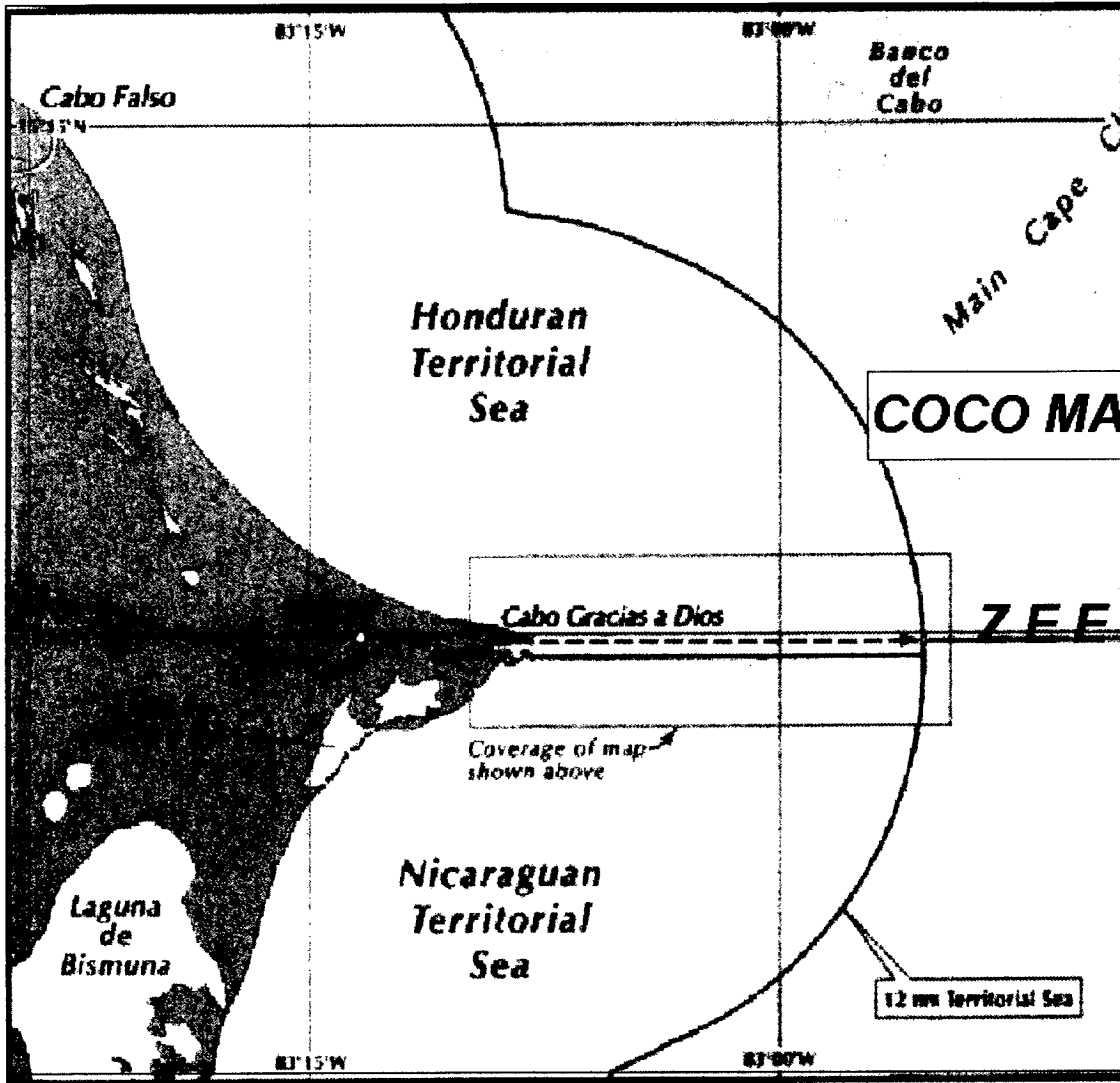 83°15'W
83°00'W
Banco
del
Cabo
Cabo Falso
15°15'N
Main Cape
Honduran
Territorial
Sea
COCO MA
Cabo Gracias a Dios
ZEE
Coverage of map
shown above
Nicaraguan
Territorial
Sea
Laguna
de
Bismuna
12 nm Territorial Sea
83°15'W
83°00'W